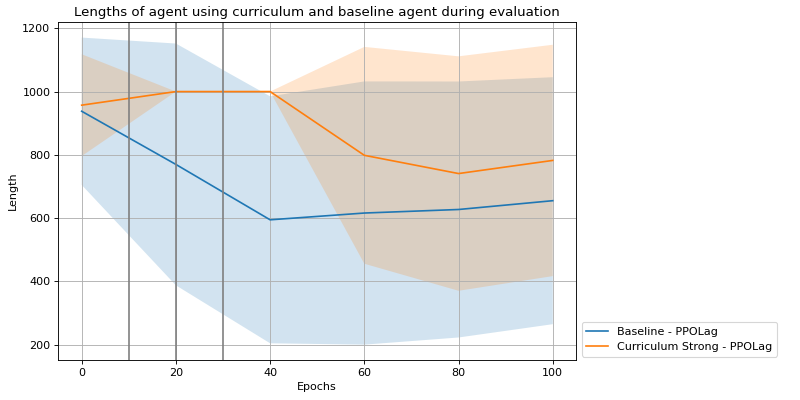 Lengths of agent using curriculum and baseline agent during evaluation
1200
1000
800
600
400
200
Length
0 20 40 60 80 100
Epochs
Baseline - PPOLag
Curriculum Strong - PPOLag